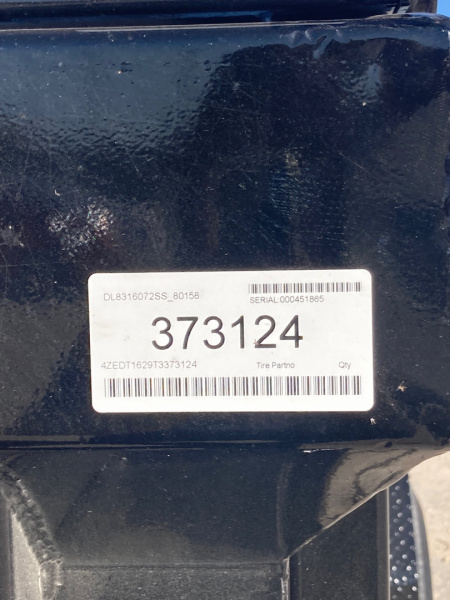 DL8316072SS_80158
SERIAL:000451865
373124
4ZEDT1629T3373124 Tire Partno Qty